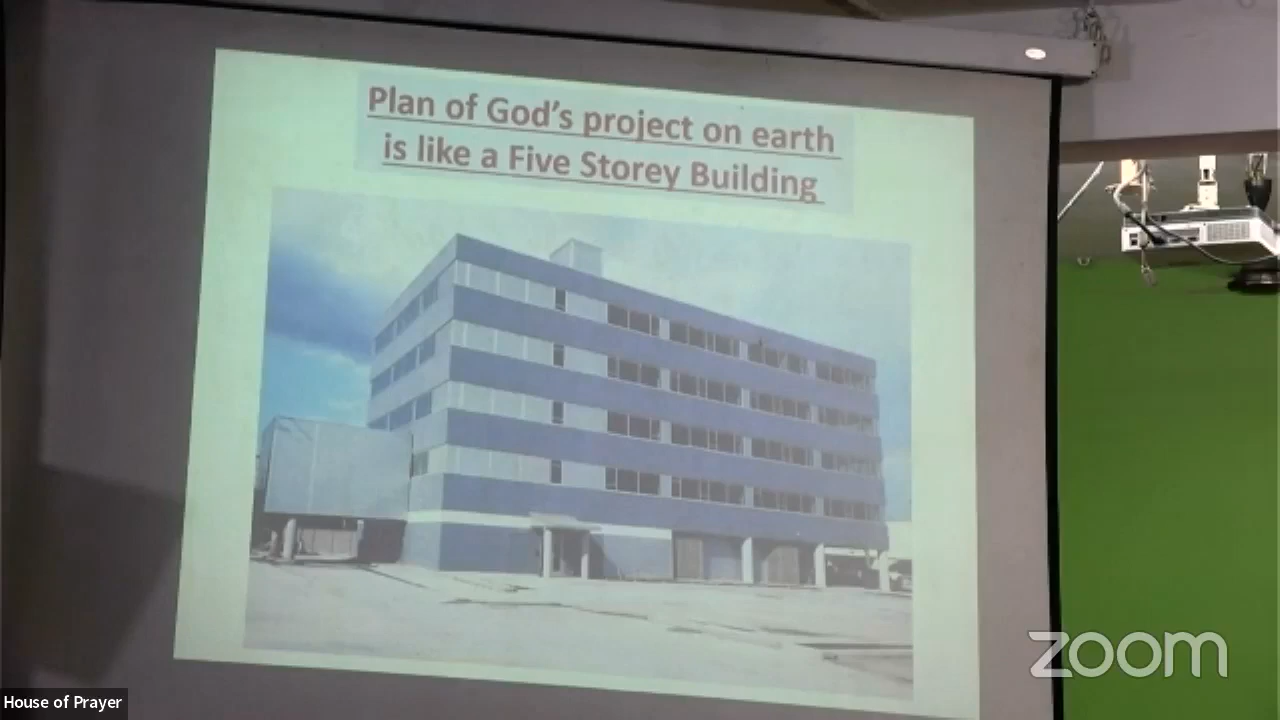 Plan of God's project on earth
is like a Five Storey Building
zoom
House of Prayer